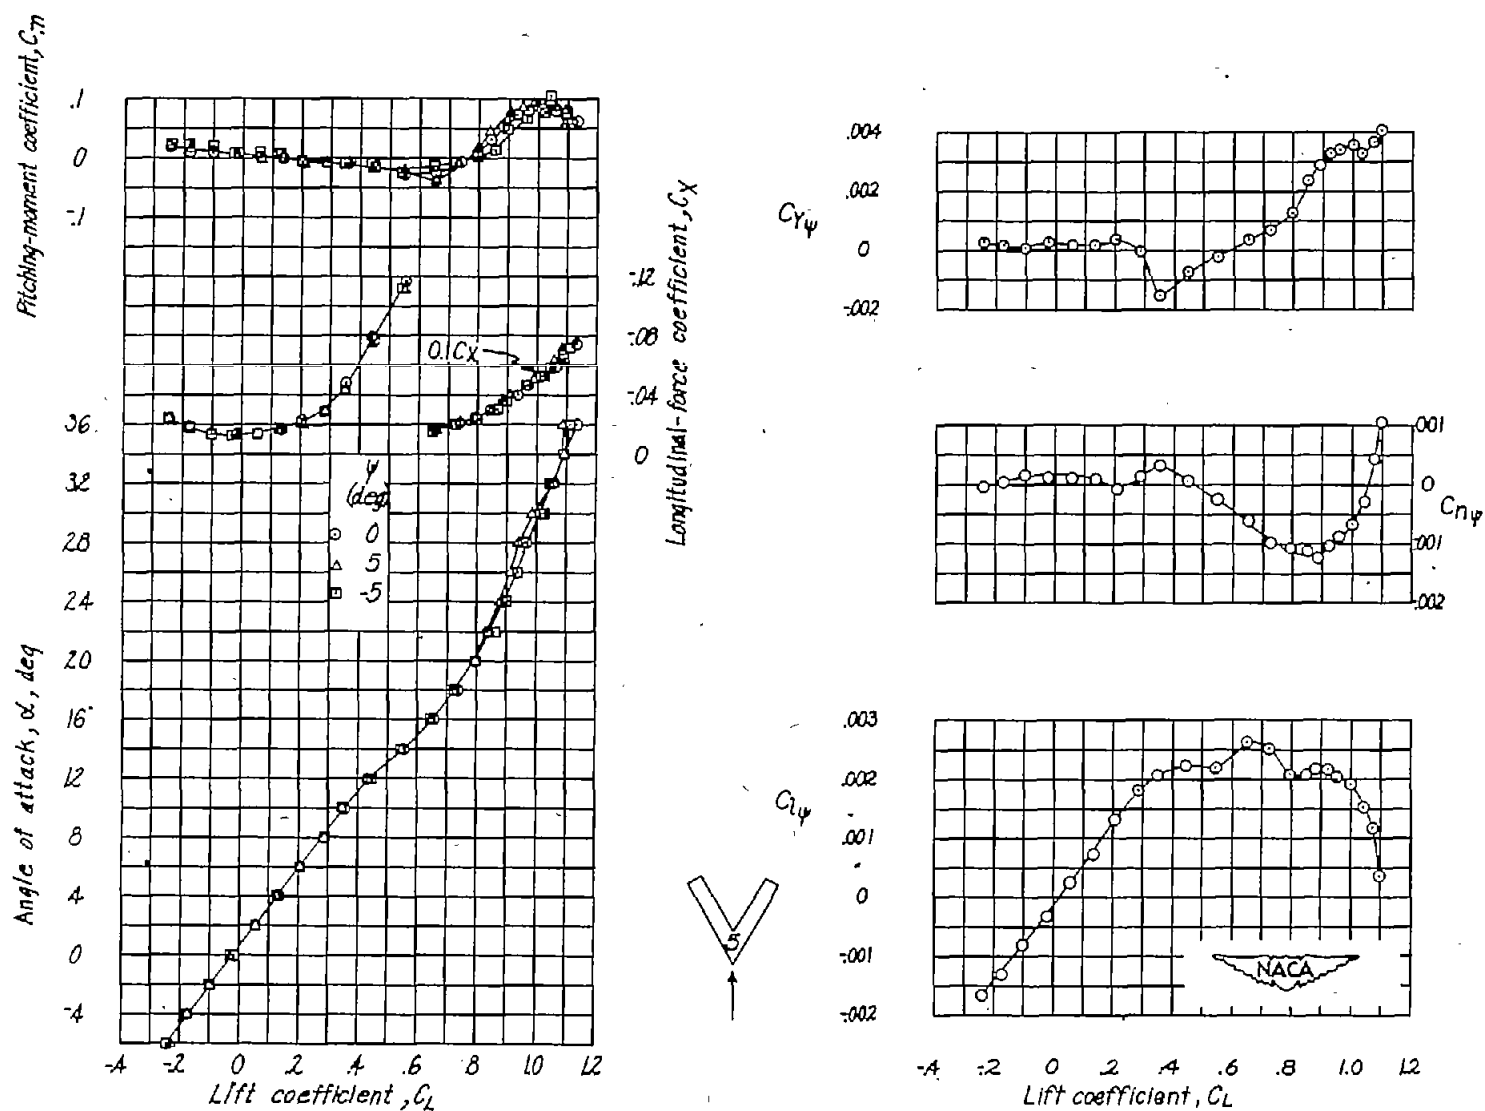 Pitching-moment coefficient, Cm
.1
0
-.1
Longitudinal-force coefficient, CX
-.12
-.08
-.04
0
0.1CX
Angle of attack, α, deg
36
32
28
24
20
16
12
8
4
0
-4
ψ
(deg)
0
5
-5
-.4 -.2 0 .2 .4 .6 .8 1.0 1.2
Lift coefficient, CL
.5
CYψ
.004
.002
0
-.002
Cnψ
.001
0
-.001
-.002
Clψ
.003
.002
.001
0
-.001
-.002
NACA
-.4 -.2 0 .2 .4 .6 .8 1.0 1.2
Lift coefficient, CL